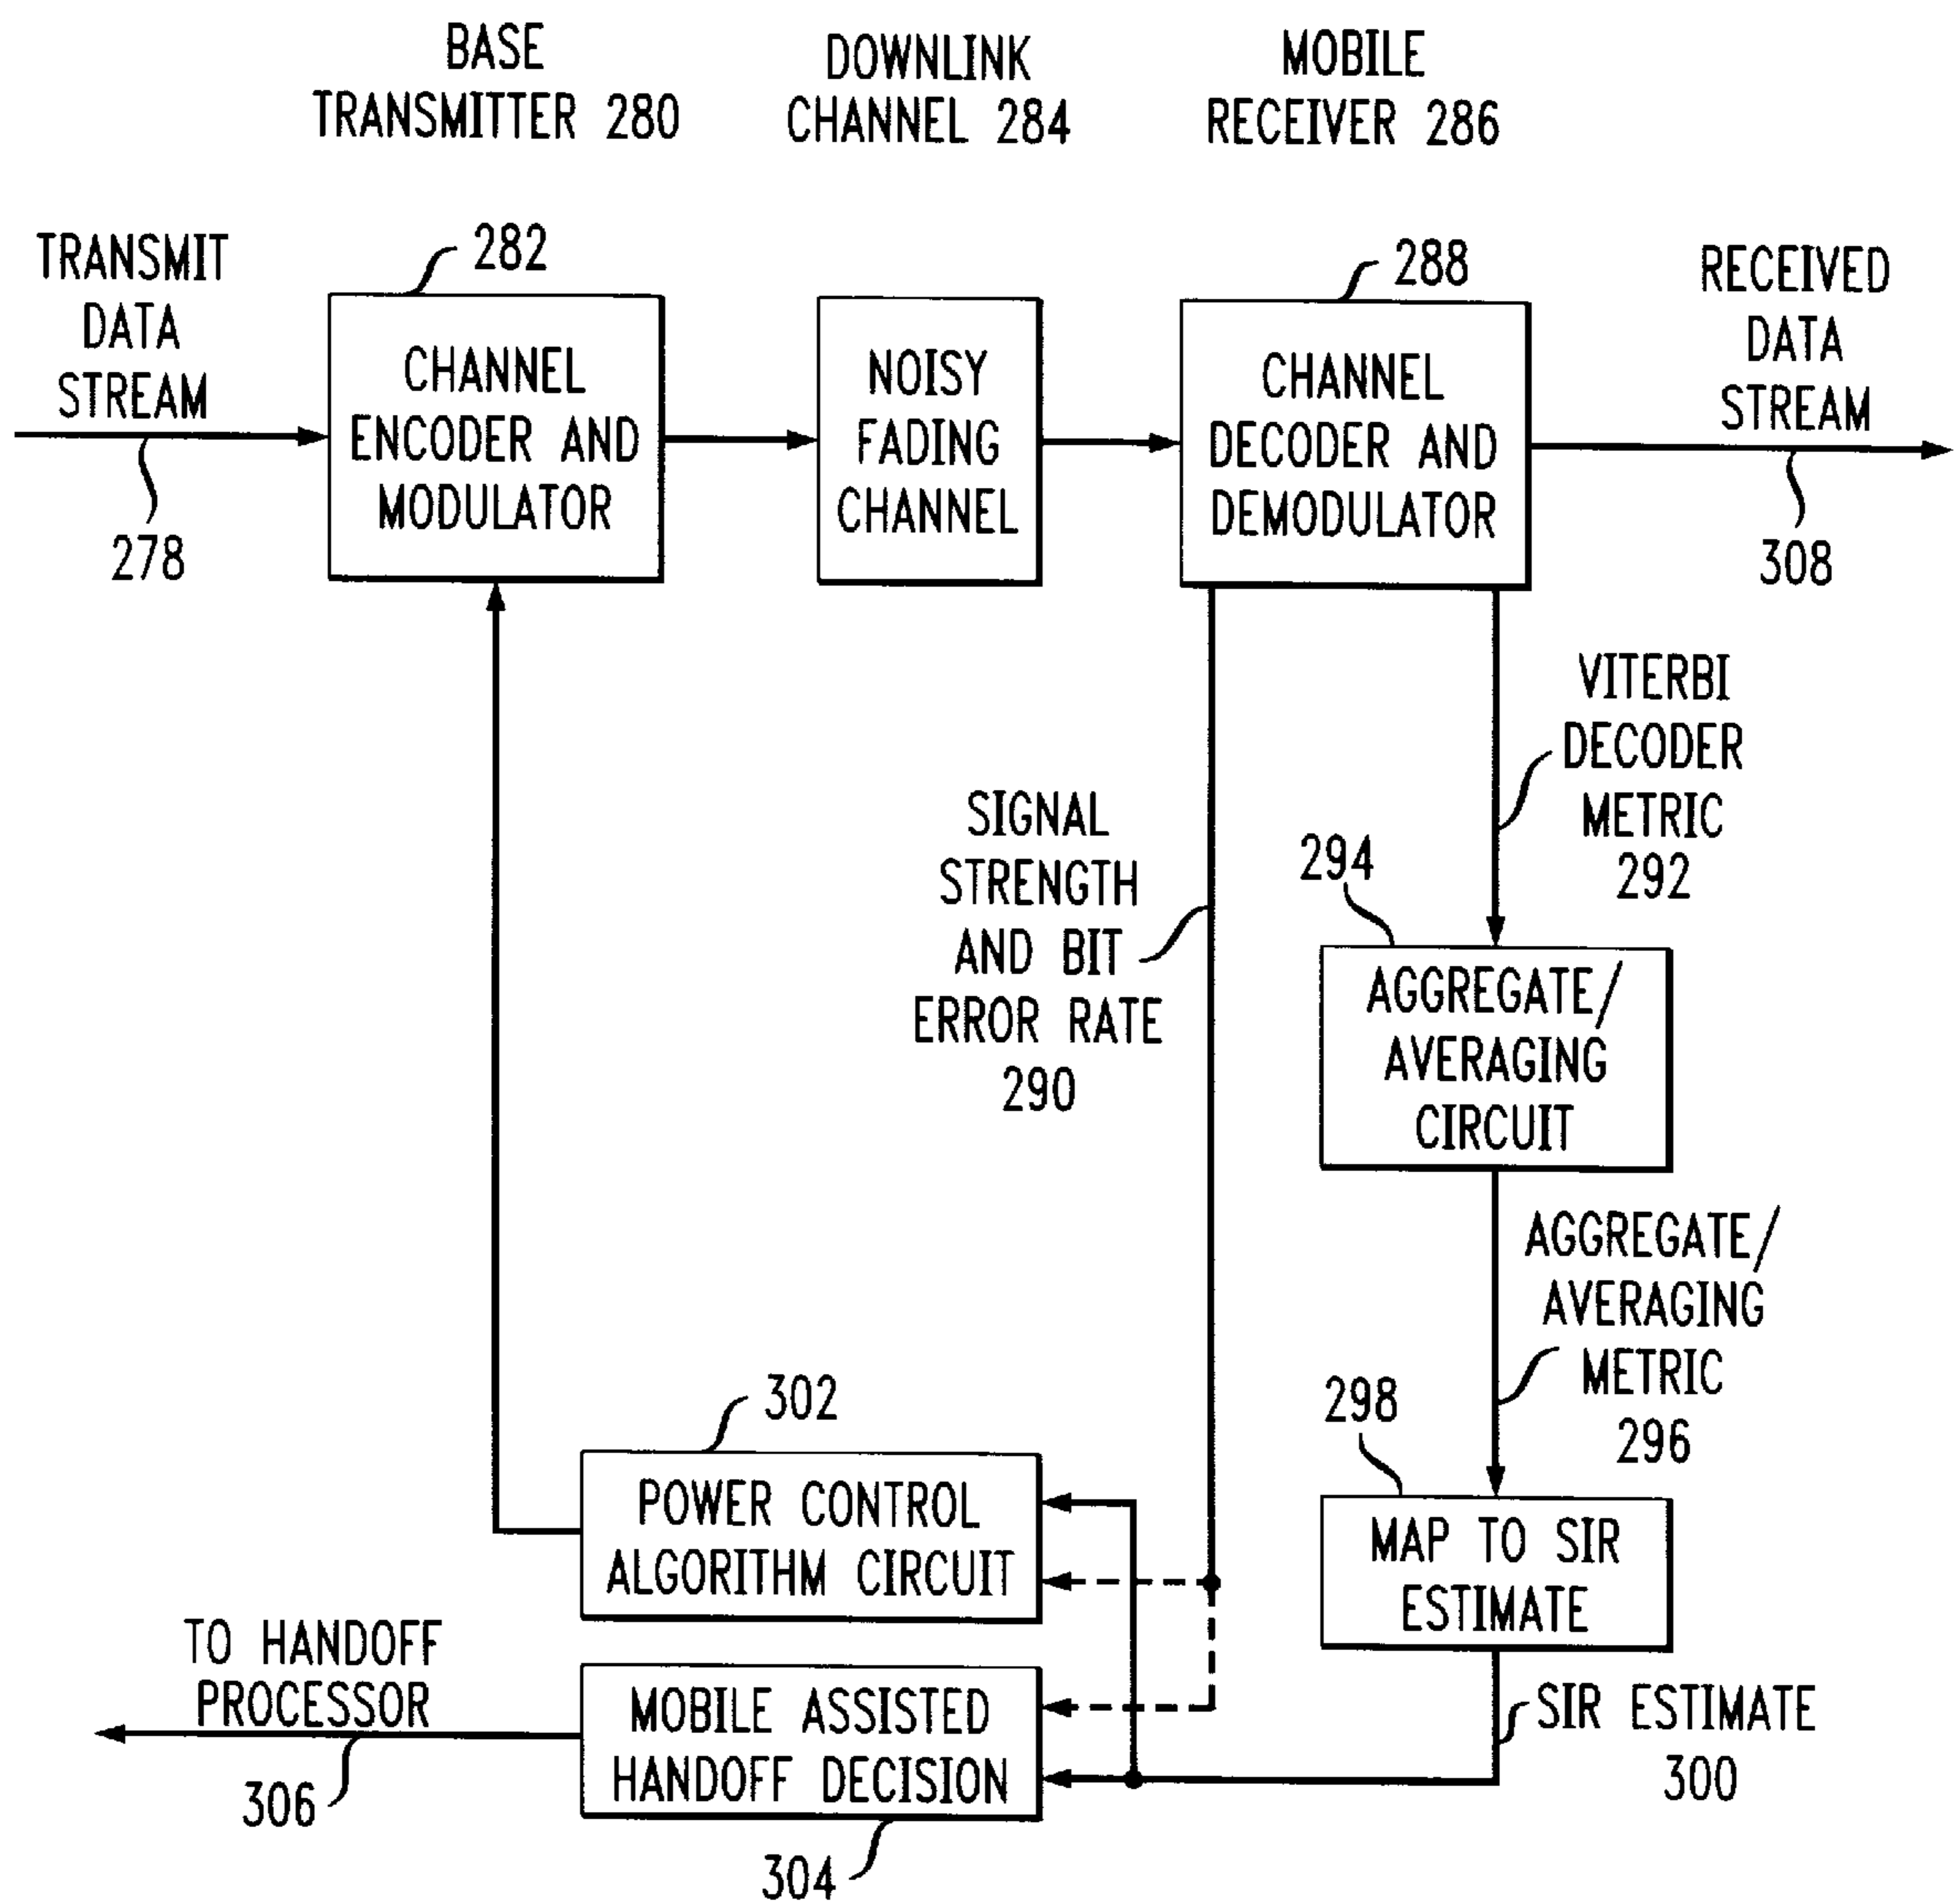 BASE
TRANSMITTER 280
DOWNLINK
CHANNEL 284
MOBILE
RECEIVER 286
TRANSMIT
DATA
STREAM
278
282
CHANNEL
ENCODER AND
MODULATOR
NOISY
FADING
CHANNEL
288
CHANNEL
DECODER AND
DEMODULATOR
RECEIVED
DATA
STREAM
308
VITERBI
DECODER
METRIC
292
SIGNAL
STRENGTH
AND BIT
ERROR RATE
290
294
AGGREGATE/
AVERAGING
CIRCUIT
AGGREGATE/
AVERAGING
METRIC
296
298
MAP TO SIR
ESTIMATE
302
POWER CONTROL
ALGORITHM CIRCUIT
TO HANDOFF
PROCESSOR
306
MOBILE ASSISTED
HANDOFF DECISION
304
SIR ESTIMATE
300